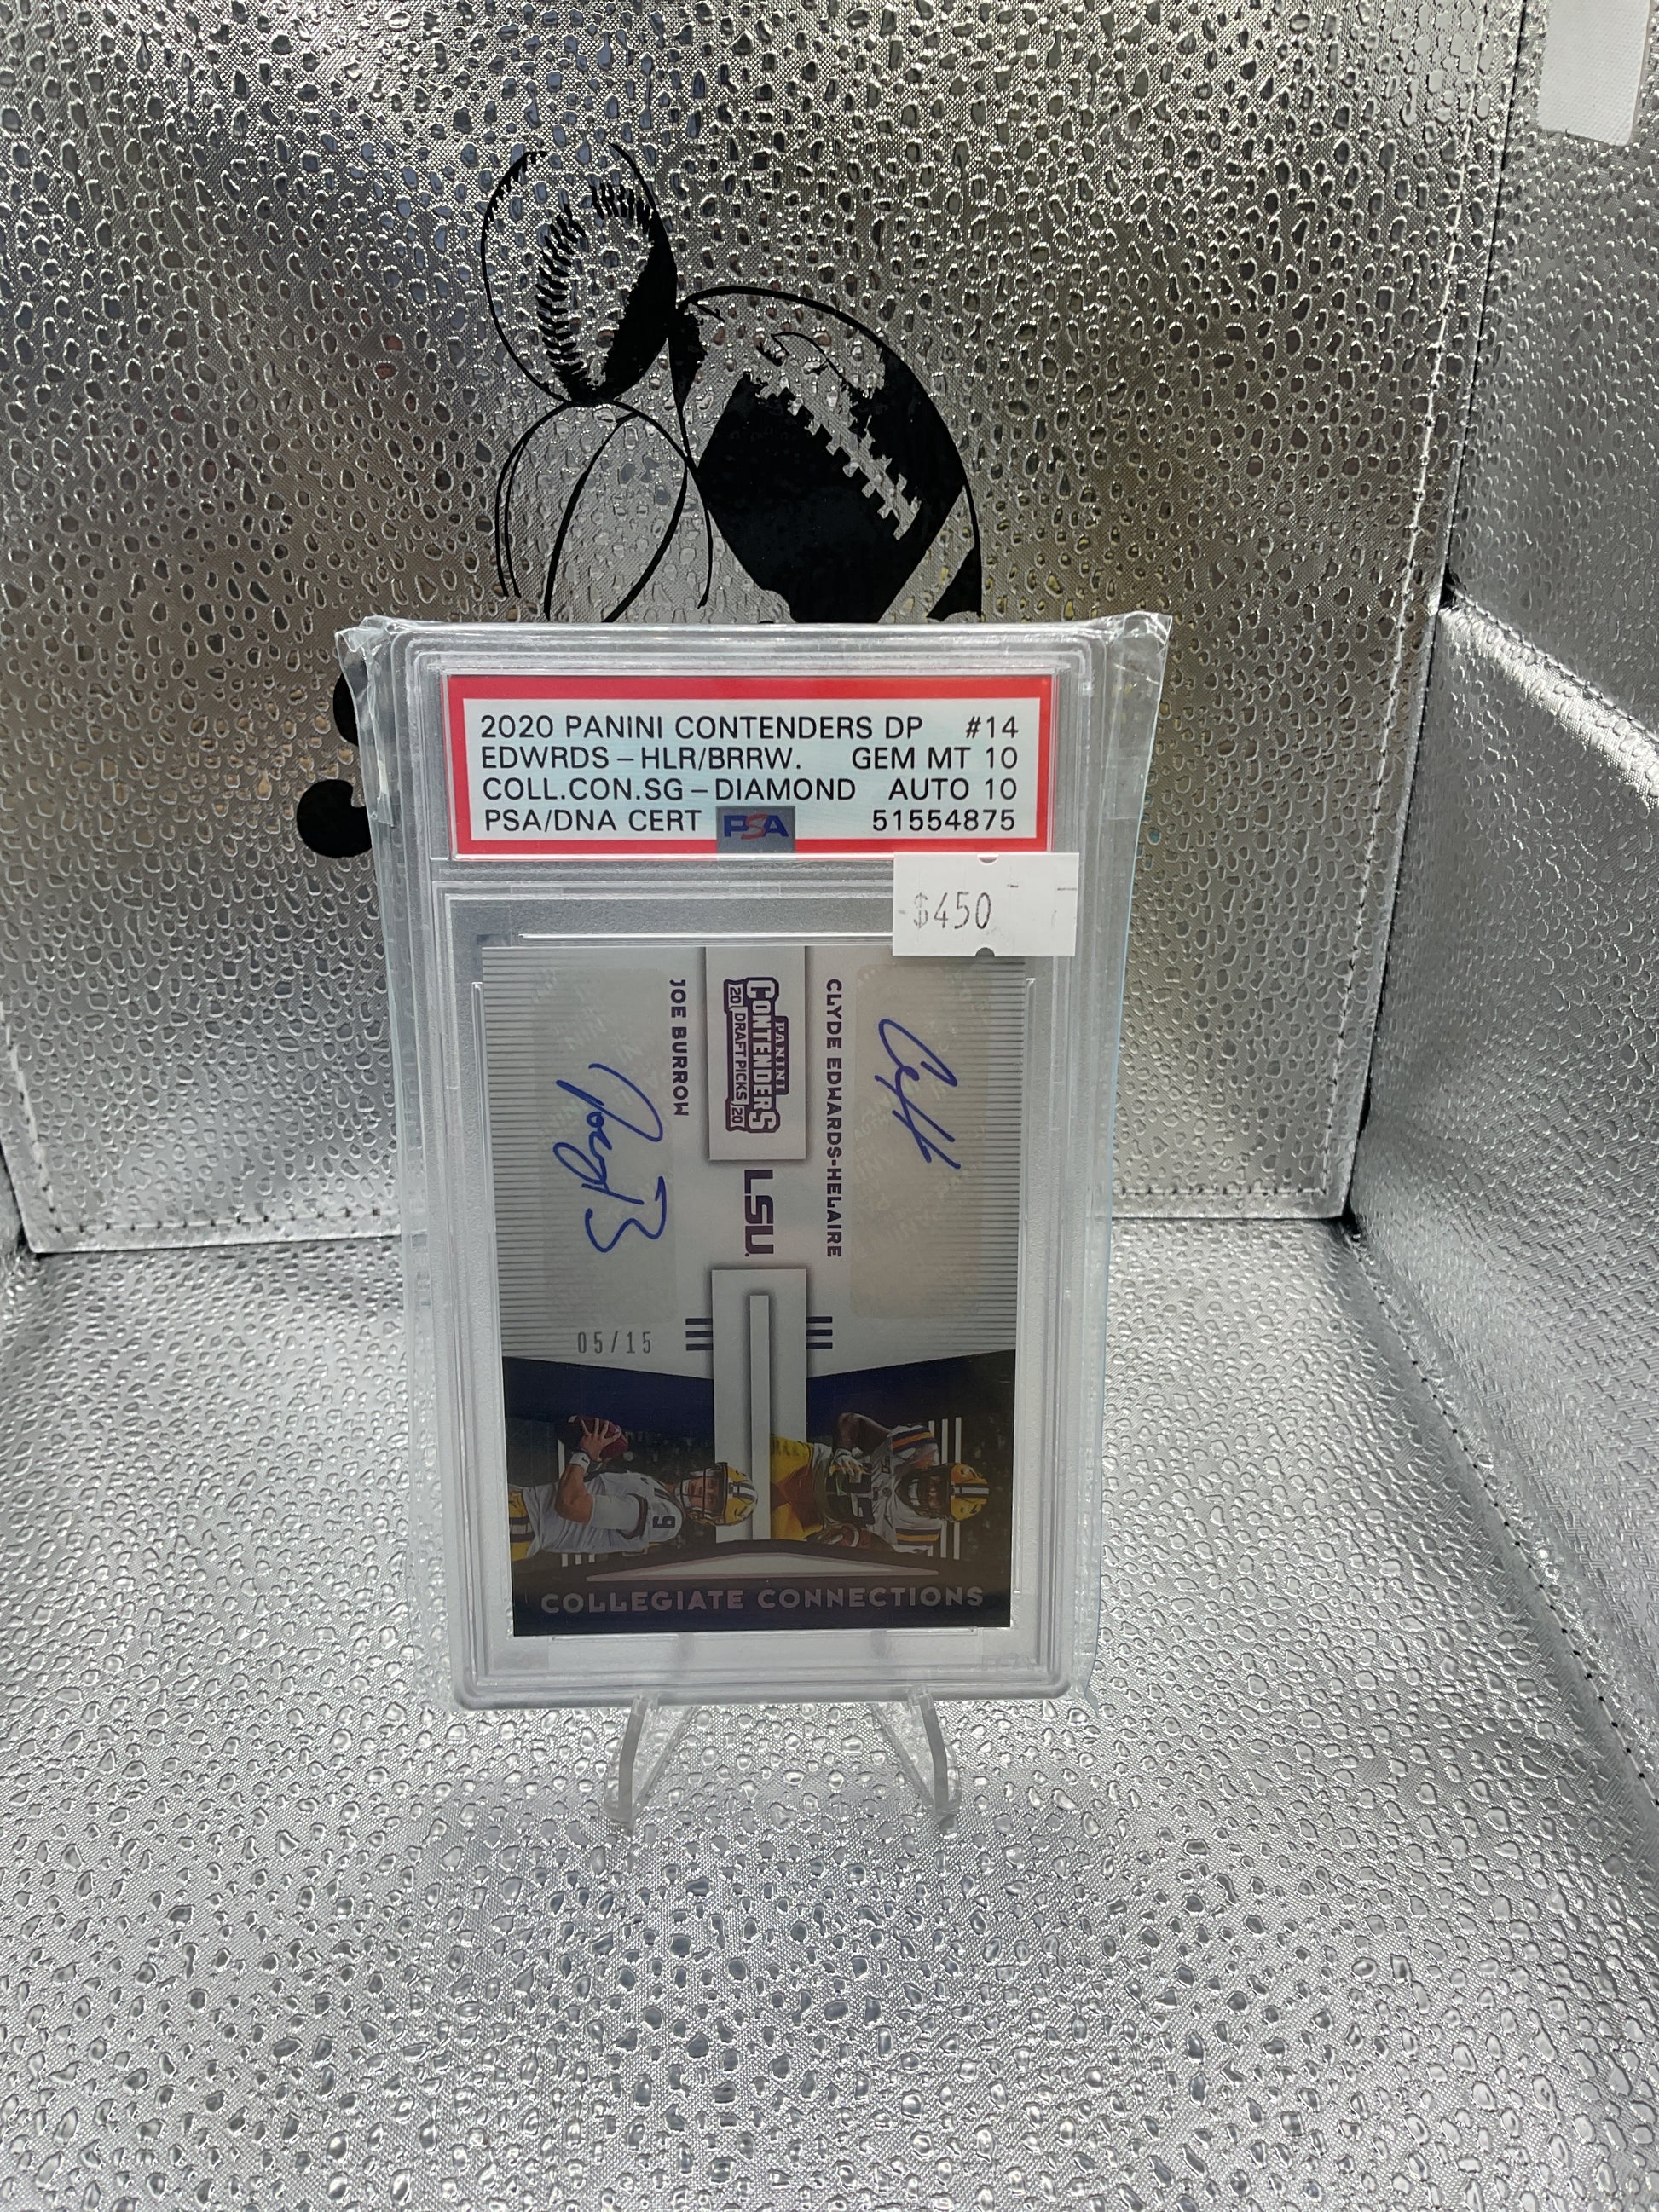 2020 PANINI CONTENDERS DP #14
EDWRDS-HLR/BRRW. GEM MT 10
COLL.CON.SG-DIAMOND AUTO 10
PSA/DNA CERT PSA 51554875
$450
CLYDE EDWARDS-HELAIRE
PANINI
CONTENDERS
20 DRAFT PICKS 20
LSU
JOE BURROW
05/15
9
COLLEGIATE CONNECTIONS